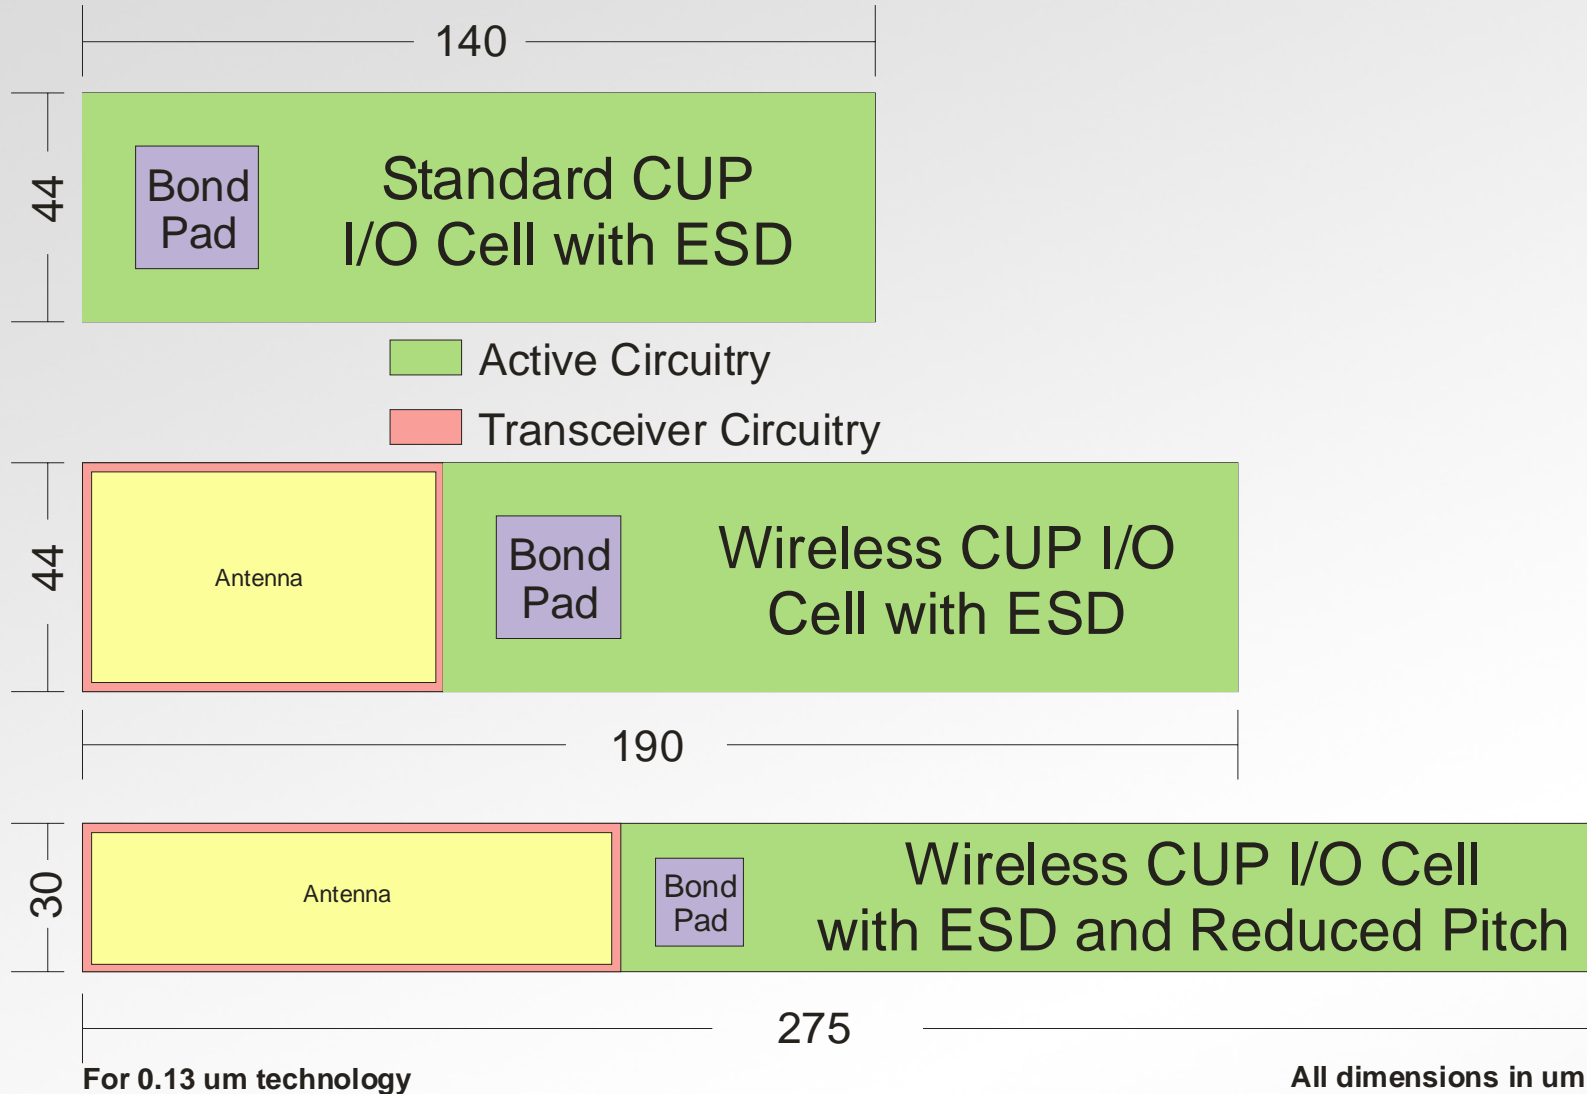 140
44
Bond
Pad
Standard CUP
I/O Cell with ESD
Active Circuitry
Transceiver Circuitry
44
Antenna
Bond
Pad
Wireless CUP I/O
Cell with ESD
190
30
Antenna
Bond
Pad
Wireless CUP I/O Cell
with ESD and Reduced Pitch
275
For 0.13 um technology
All dimensions in um